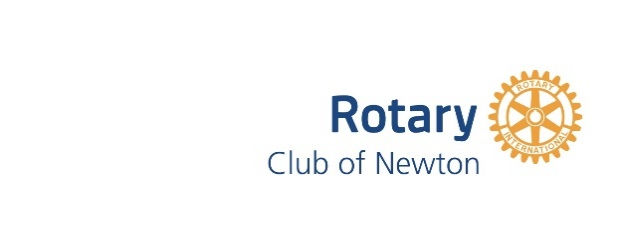 Rotary
Club of Newton
ROTARY
INTERNATIONAL